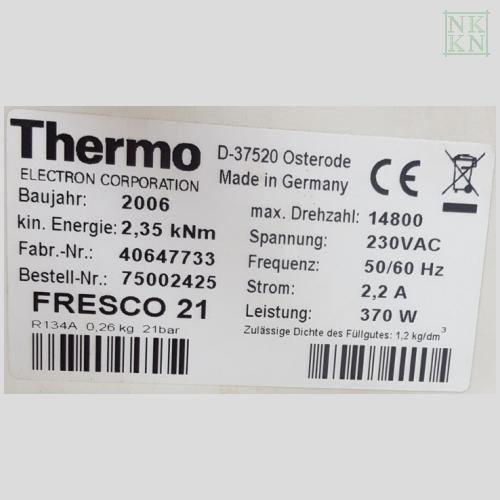 NK
KN
Thermo
ELECTRON CORPORATION
D-37520 Osterode
Made in Germany
CE
Baujahr: 2006
kin. Energie: 2,35 kNm
Fabr.-Nr.: 40647733
Bestell-Nr.: 75002425
FRESCO 21
R134A 0,26 kg 21bar
max. Drehzahl: 14800
Spannung: 230VAC
Frequenz: 50/60 Hz
Strom: 2,2 A
Leistung: 370 W
Zulässige Dichte des Füllgutes: 1,2 kg/dm³